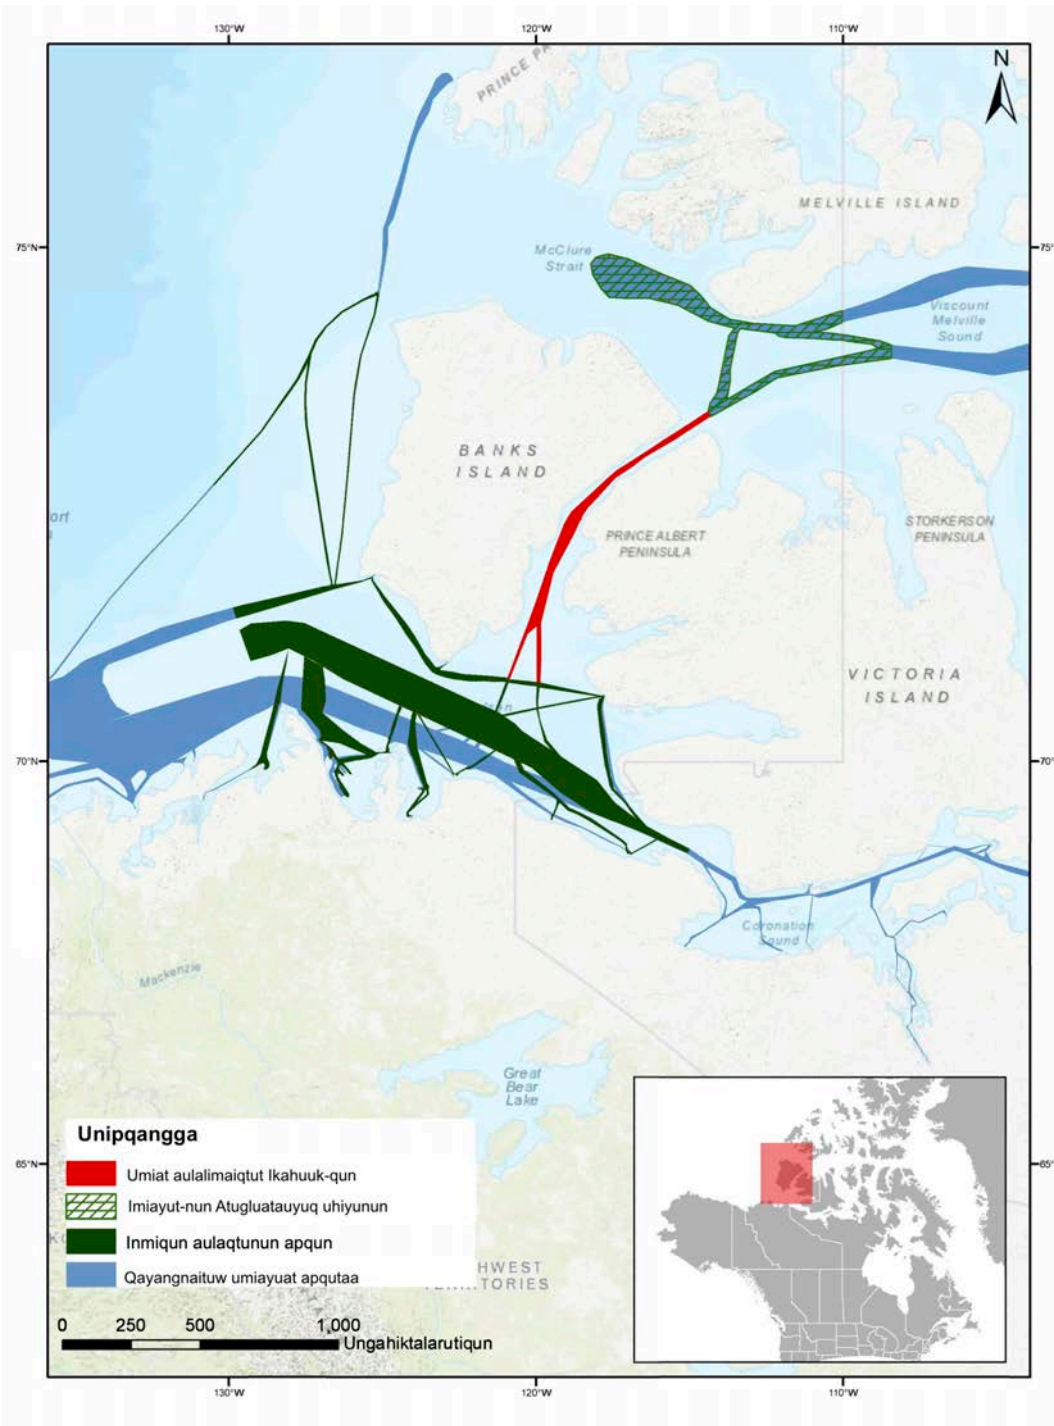 130°W
120°W
110°W
N
PRINCE PA
MELVILLE ISLAND
75°N
75°
McClure
Strait
Viscount
Melville
Sound
BANKS
ISLAND
STORKERSON
PENINSULA
PRINCE ALBERT
PENINSULA
VICTORIA
ISLAND
70°N
70°
Coronation
Sound
Mackenzie
Great
Bear
Lake
Unipqangga
65°N
65°
Umiat aulalimaiqtut Ikahuuk-qun
Imiayut-nun Atugluatauyuq uhiyunun
Inmiqun aulaqtunun apqun
Qayangnaituw umiayuat apqutaa
HWEST
TORIES
0 250 500 1,000
Ungahiktalarutiqun
130°W
120°W
110°W